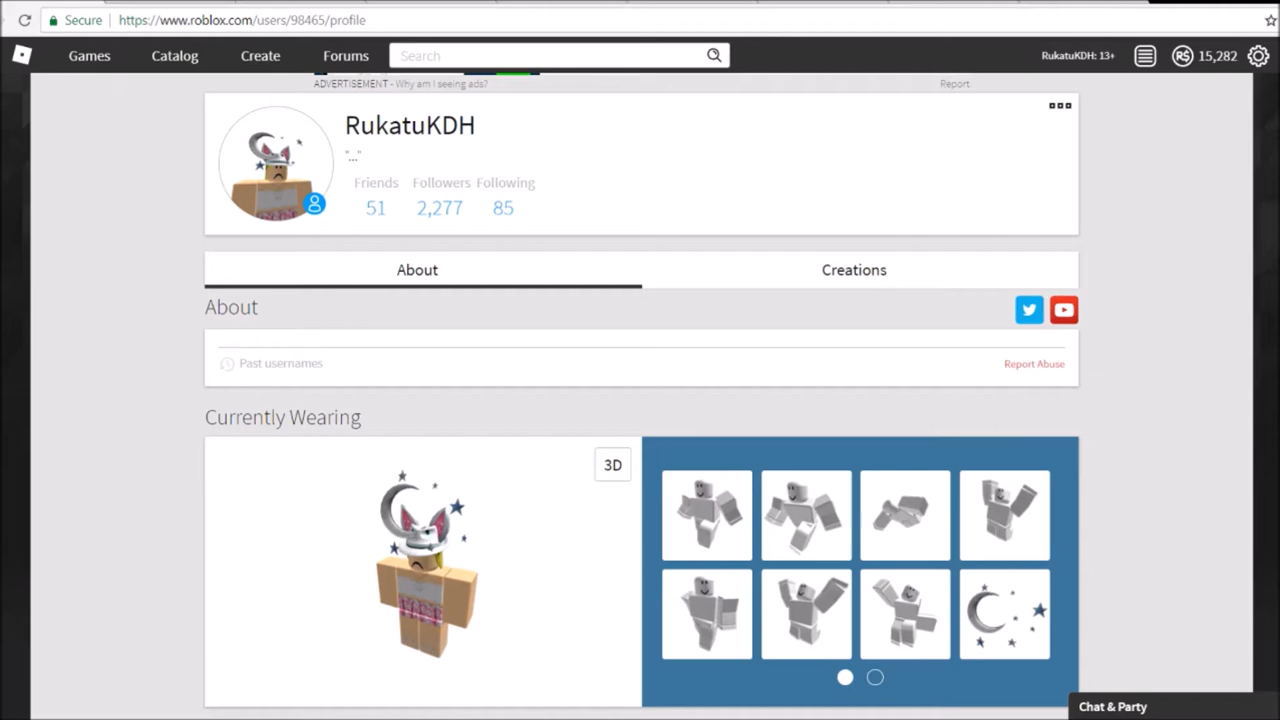 Secure https://www.roblox.com/users/98465/profile
Games Catalog Create Forums Search RukatuKDH: 13+ R$ 15,282
ADVERTISEMENT - Why am I seeing ads? Report
RukatuKDH
"..."
Friends Followers Following
51 2,277 85
About Creations
About
Past usernames Report Abuse
Currently Wearing
3D
Chat & Party